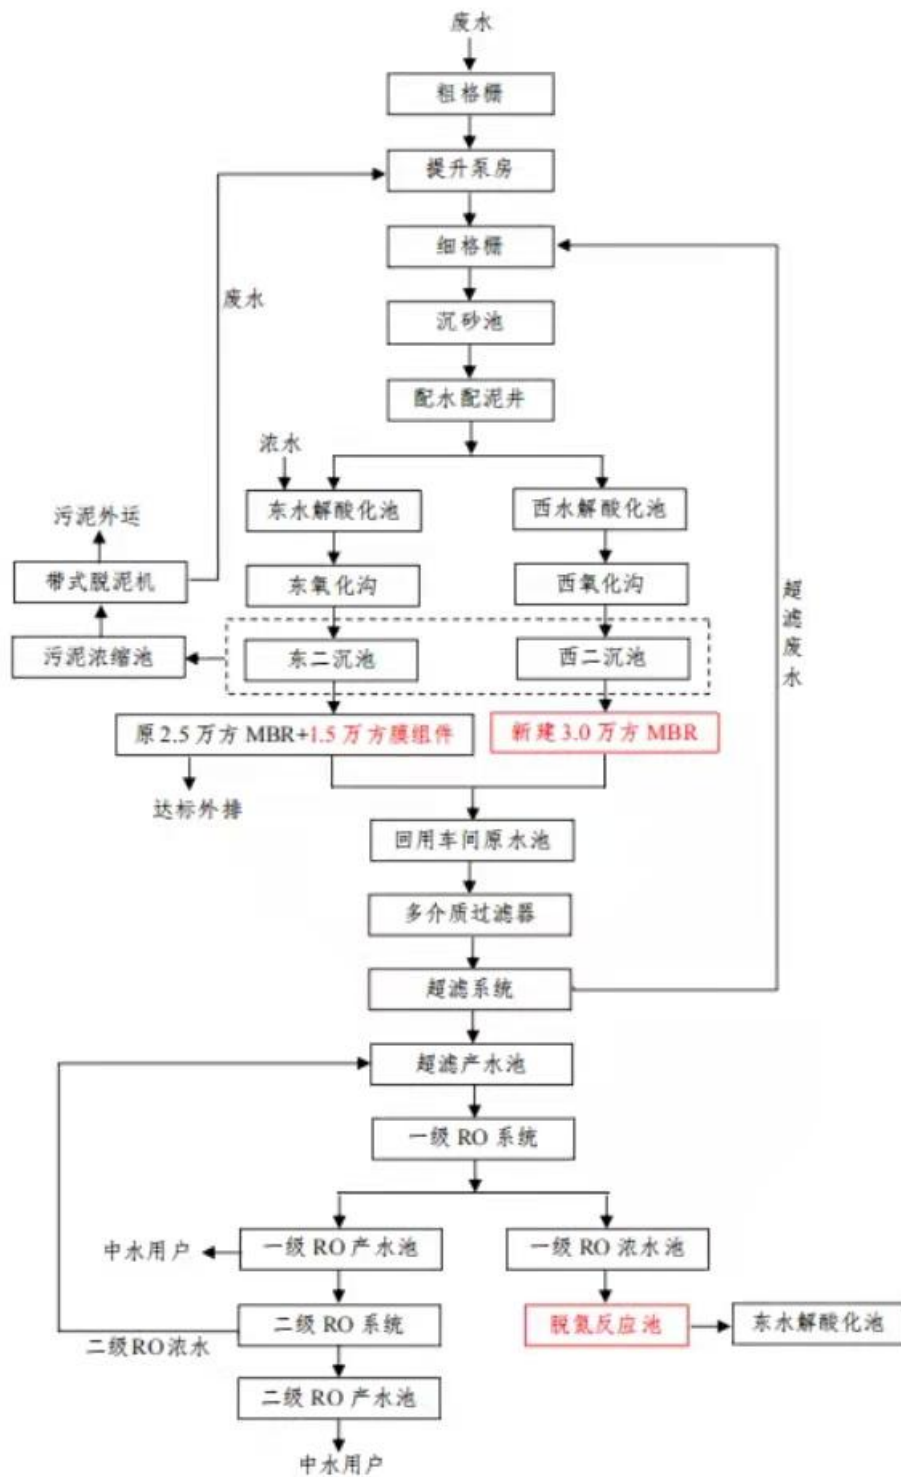 废水
粗格栅
提升泵房
细格栅
废水
沉砂池
配水配泥井
浓水
东水解酸化池
西水解酸化池
污泥外运
带式脱泥机
东氧化沟
西氧化沟
超滤废水
污泥浓缩池
东二沉池
西二沉池
原2.5万方MBR+1.5万方膜组件
新建3.0万方MBR
达标外排
回用车间原水池
多介质过滤器
超滤系统
超滤产水池
一级RO系统
中水用户
一级RO产水池
一级RO浓水池
二级RO系统
脱氮反应池
东水解酸化池
二级RO浓水
二级RO产水池
中水用户